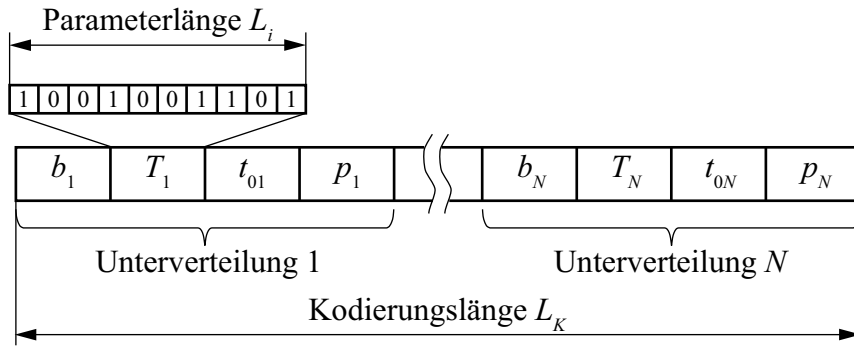 Parameterlänge L_i
1 0 0 1 0 0 1 1 0 1
b_1 T_1 t_01 p_1 b_N T_N t_0N p_N
Unterverteilung 1 Unterverteilung N
Kodierungslänge L_K